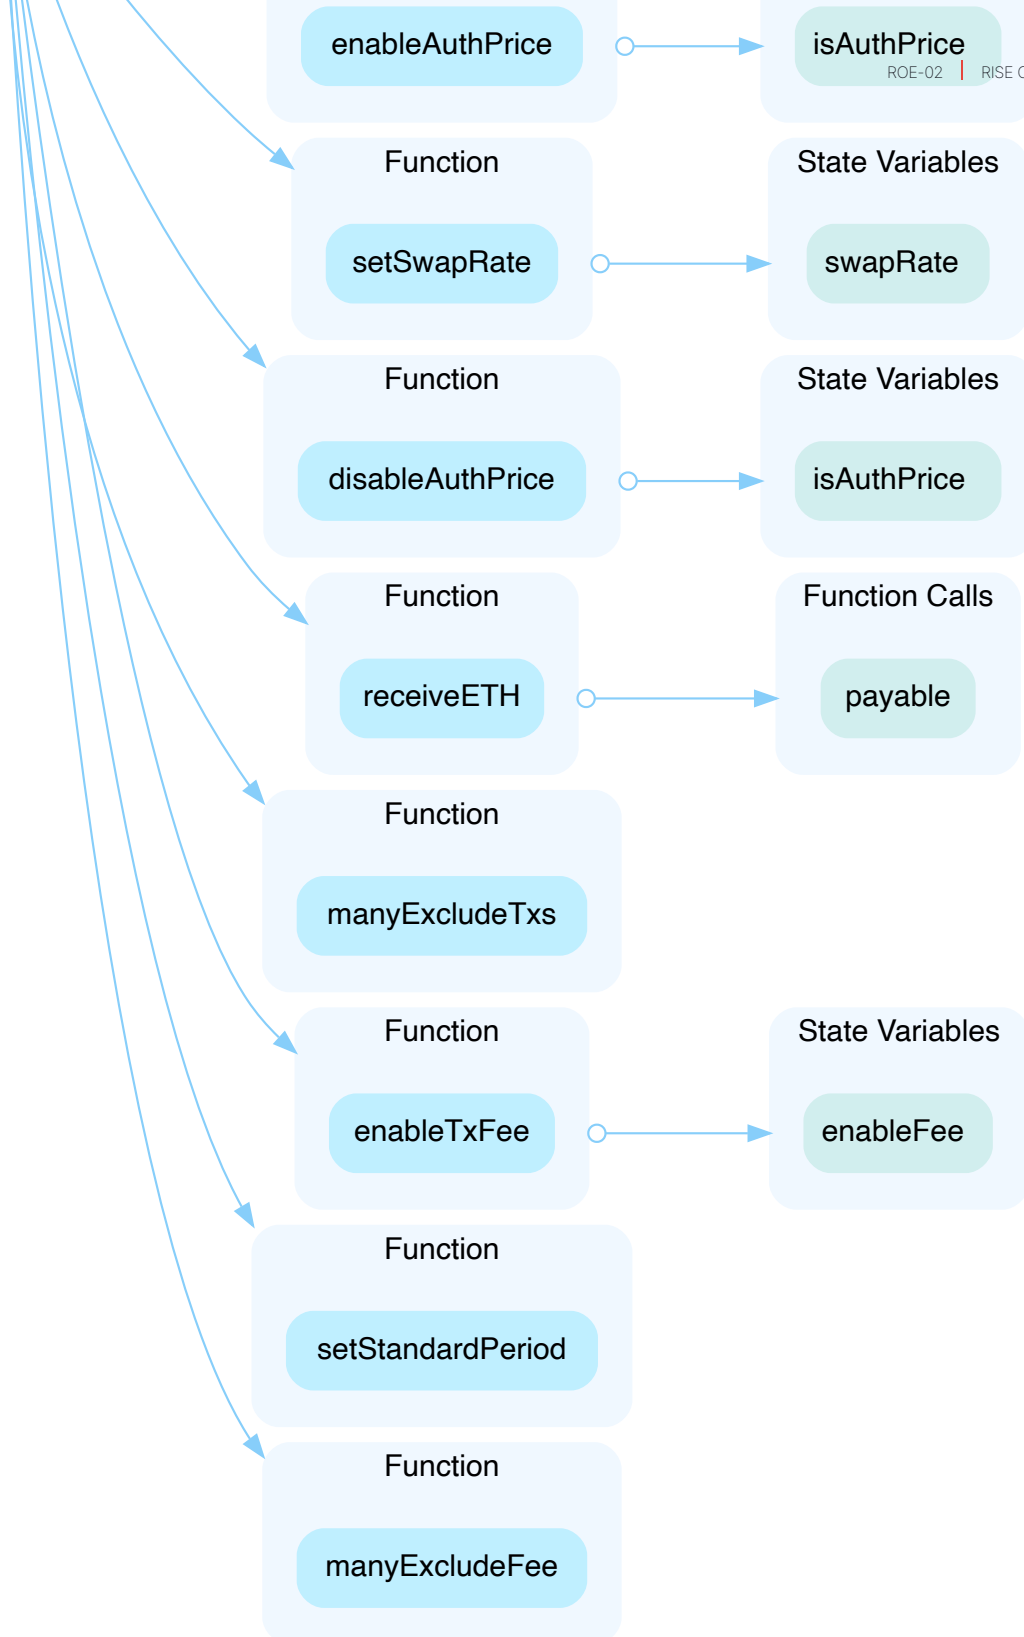 enableAuthPrice
isAuthPrice
ROE-02 | RISE
Function
State Variables
setSwapRate
swapRate
Function
State Variables
disableAuthPrice
isAuthPrice
Function
Function Calls
receiveETH
payable
Function
manyExcludeTxs
Function
State Variables
enableTxFee
enableFee
Function
setStandardPeriod
Function
manyExcludeFee